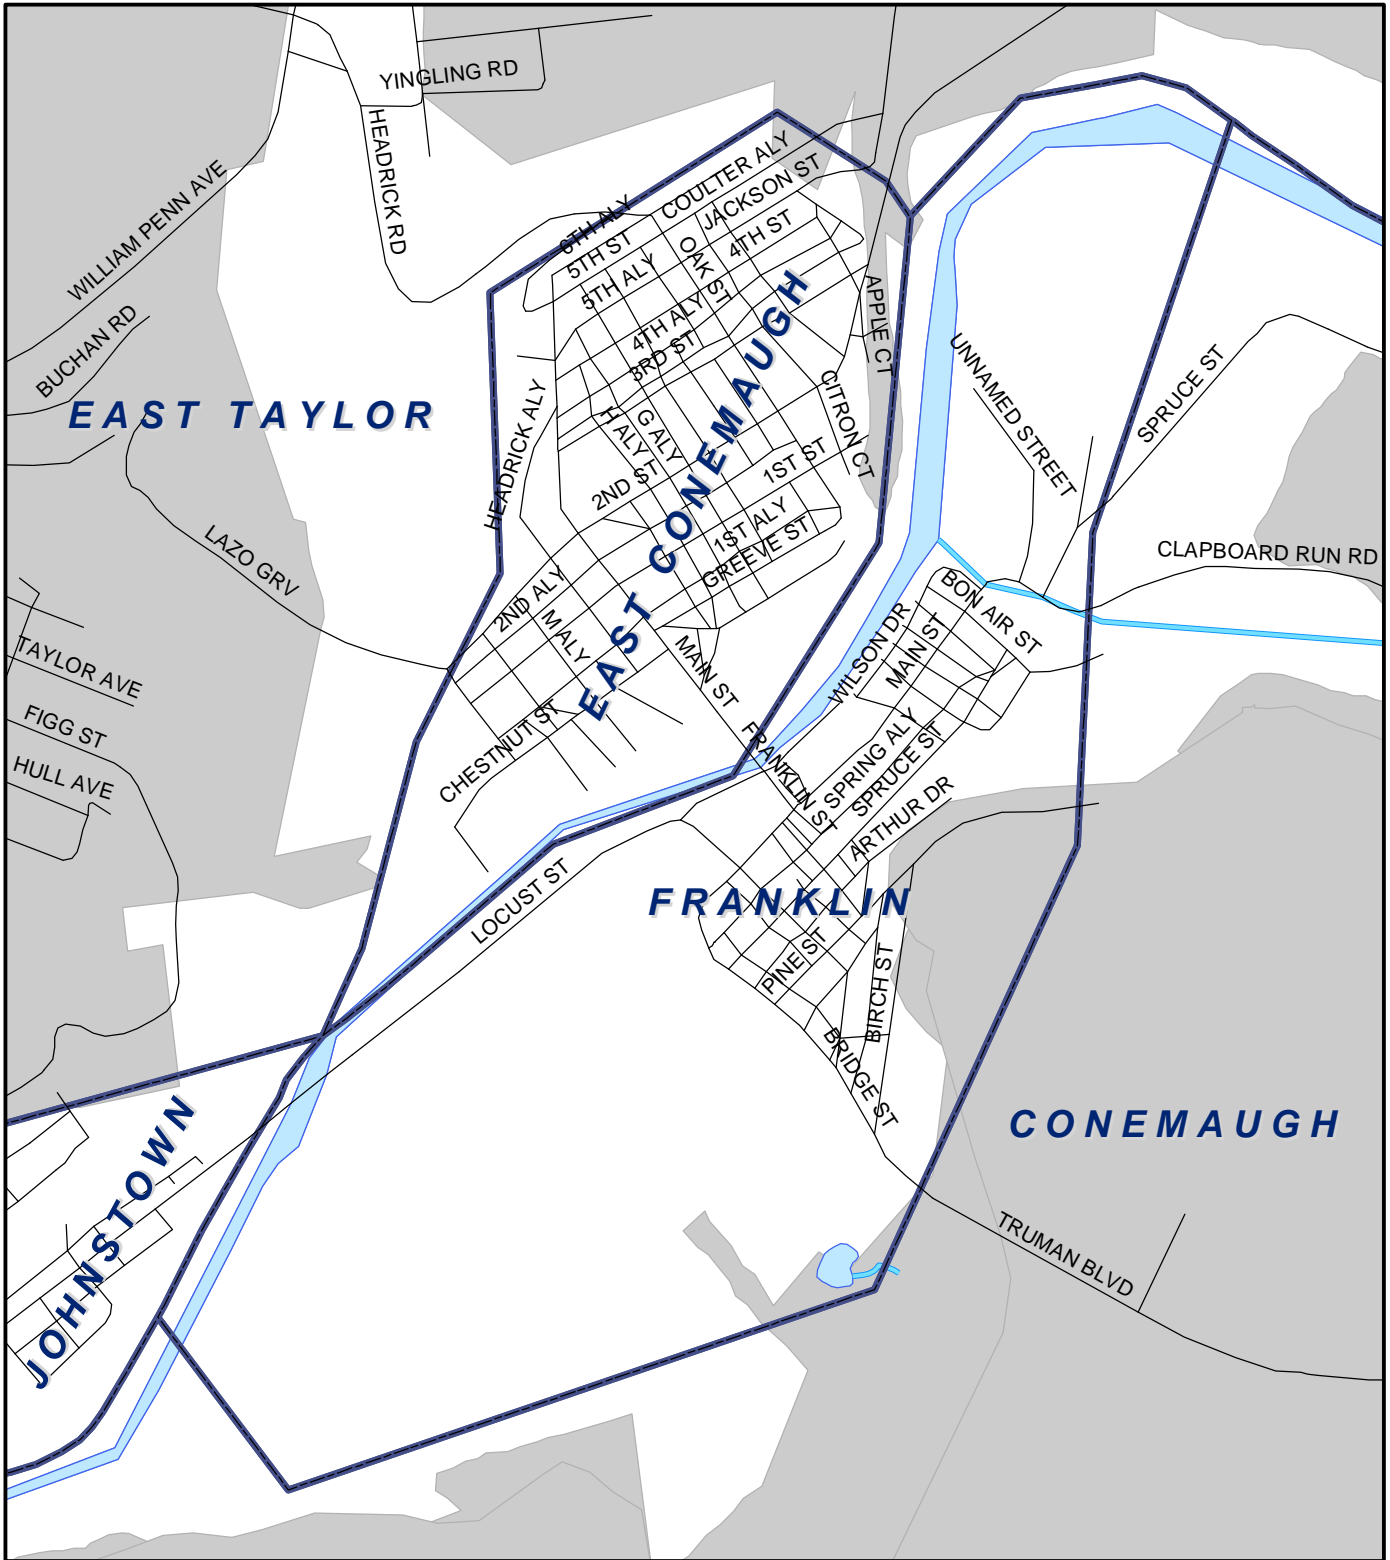 YINGLING RD
HEADRICK RD
WILLIAM PENN AVE
BUCHAN RD
EAST TAYLOR
COULTER ALY
JACKSON ST
6TH ALY
5TH ST
4TH ST
OAK ST
5TH ALY
4TH ALY
3RD ST
APPLE CT
CITRON CT
HEADRICK ALY
H ALY
T
G ALY
EAST CONEMAUGH
2ND ST
1ST ST
1ST ALY
GREEVE ST
2ND ALY
M ALY
MAIN ST
CHESTNUT ST
LAZO GRV
TAYLOR AVE
FIGG ST
HULL AVE
UNNAMED STREET
SPRUCE ST
CLAPBOARD RUN RD
BON AIR ST
WILSON DR
MAIN ST
SPRING ALY
SPRUCE ST
FRANKLIN ST
ARTHUR DR
LOCUST ST
FRANKLIN
PINE ST
BIRCH ST
BRIDGE ST
CONEMAUGH
JOHNSTOWN
TRUMAN BLVD